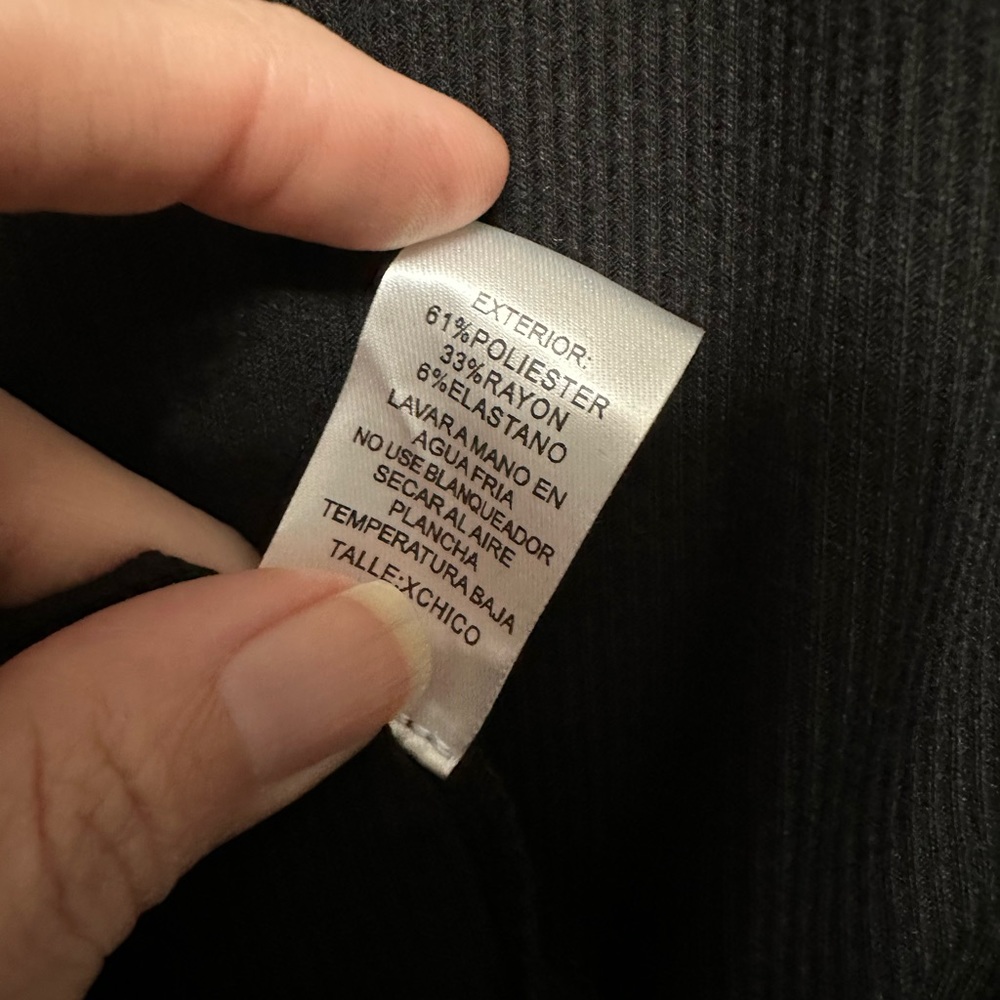 EXTERIOR:
61%POLIESTER
33%RAYON
6%ELASTANO
LAVAR A MANO EN
AGUA FRIA
NO USE BLANQUEADOR
SECAR AL AIRE
PLANCHA
TEMPERATURA BAJA
TALLE:XCHICO